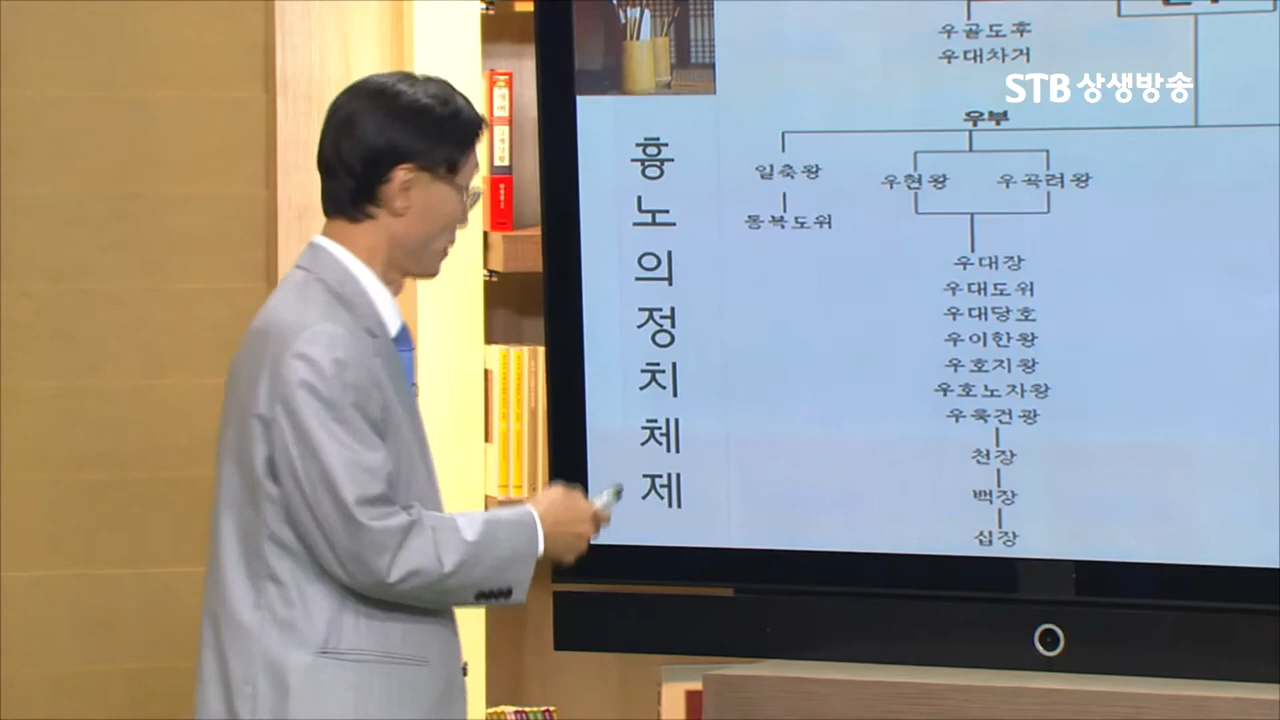 우골도후
우대차거
STB 상생방송
우부
흉노의정치체제
일축왕
우현왕
우곡려왕
동복도위
우대장
우대도위
우대당호
우이한왕
우호지왕
우호노자왕
우욱건광
천장
백장
십장